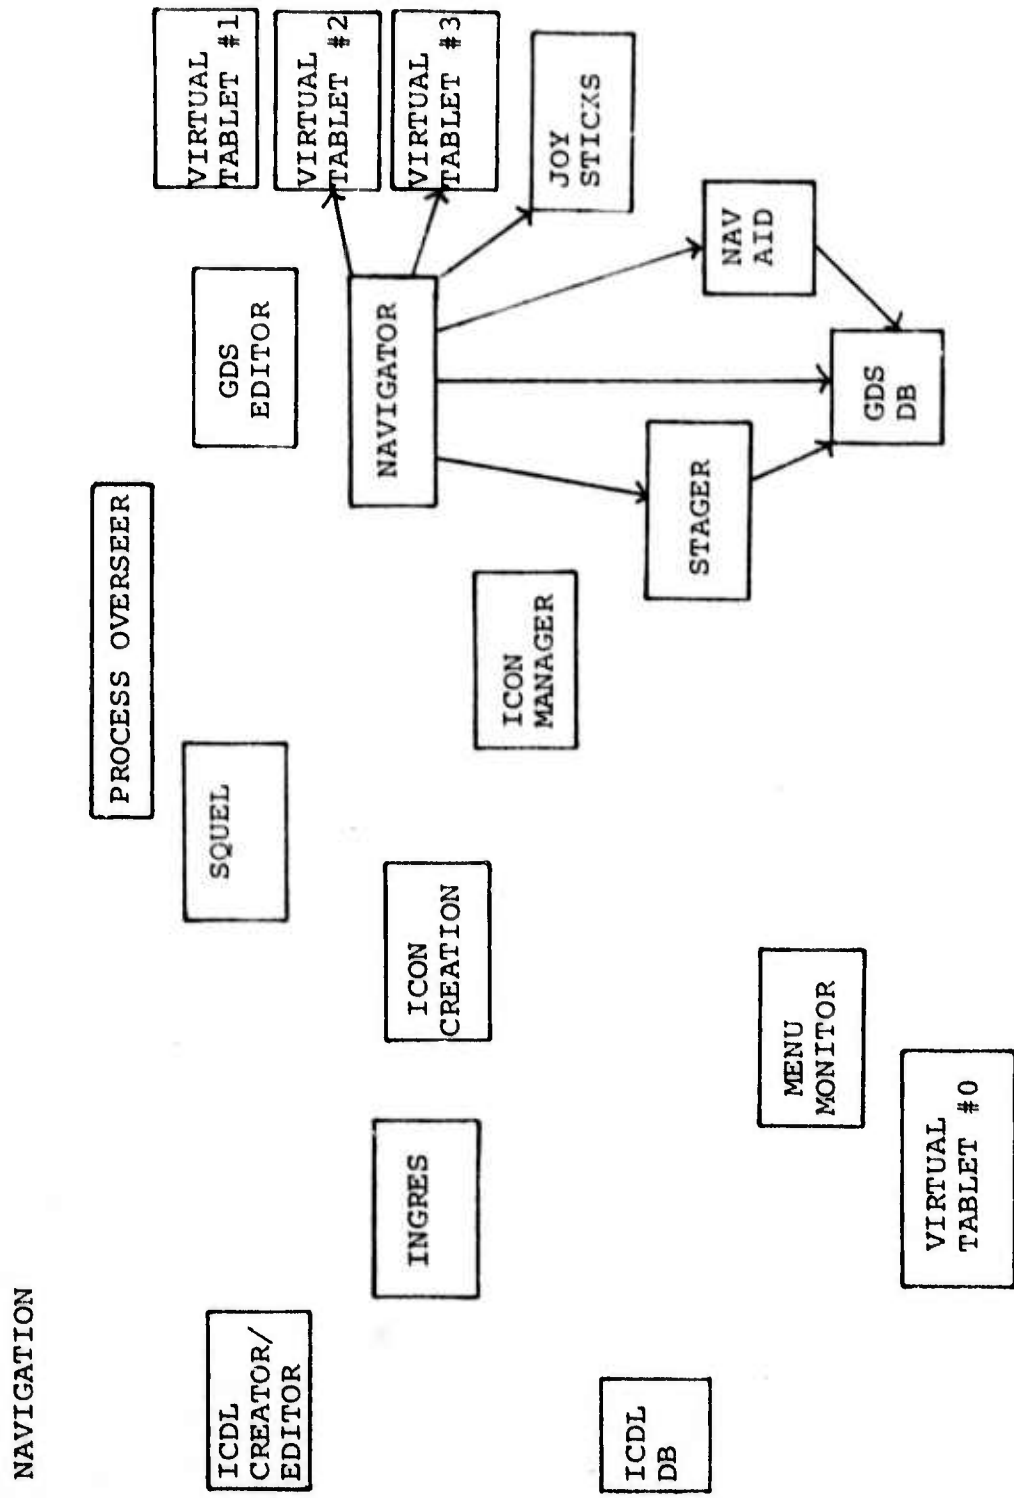 NAVIGATION
PROCESS OVERSEER
ICDL
CREATOR/
EDITOR
SQUEL
GDS
EDITOR
VIRTUAL
TABLET #1
VIRTUAL
TABLET #2
VIRTUAL
TABLET #3
INGRES
ICON
CREATION
NAVIGATOR
ICON
MANAGER
JOY
STICKS
ICDL
DB
STAGER
NAV
AID
MENU
MONITOR
GDS
DB
VIRTUAL
TABLET #0